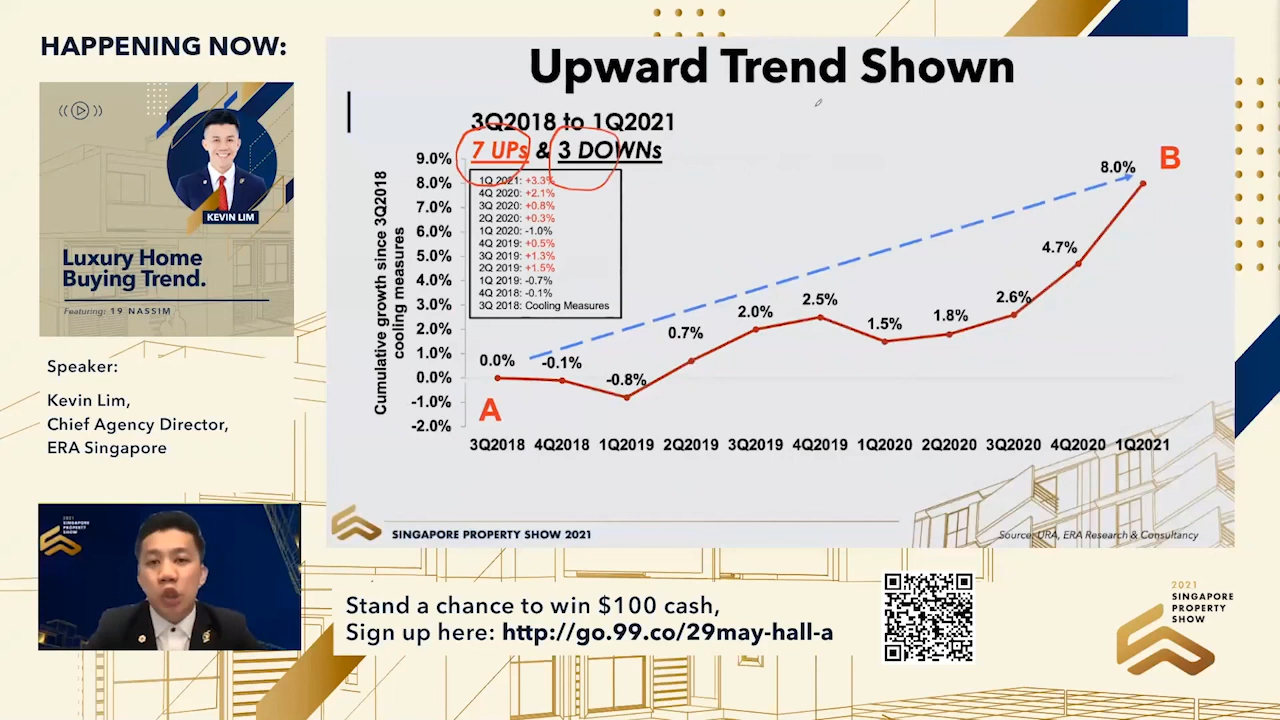 HAPPENING NOW:
KEVIN LIM
Luxury Home
Buying Trend.
Featuring: 19 NASSIM
Speaker:
Kevin Lim,
Chief Agency Director,
ERA Singapore
2021
SINGAPORE
PROPERTY
SHOW
Upward Trend Shown
3Q2018 to 1Q2021
7 UPs & 3 DOWNs
1Q 2021: +3.3%
4Q 2020: +2.1%
3Q 2020: +0.8%
2Q 2020: +0.3%
1Q 2020: -1.0%
4Q 2019: +0.5%
3Q 2019: +1.3%
2Q 2019: +1.5%
1Q 2019: -0.7%
4Q 2018: -0.1%
3Q 2018: Cooling Measures
Cumulative growth since 3Q2018
cooling measures
9.0%
8.0%
7.0%
6.0%
5.0%
4.0%
3.0%
2.0%
1.0%
0.0%
-1.0%
-2.0%
0.0%
-0.1%
-0.8%
0.7%
2.0%
2.5%
1.5%
1.8%
2.6%
4.7%
8.0%
A
B
3Q2018 4Q2018 1Q2019 2Q2019 3Q2019 4Q2019 1Q2020 2Q2020 3Q2020 4Q2020 1Q2021
SINGAPORE PROPERTY SHOW 2021
Source: URA, ERA Research & Consultancy
Stand a chance to win $100 cash,
Sign up here: http://go.99.co/29may-hall-a
2021
SINGAPORE
PROPERTY
SHOW